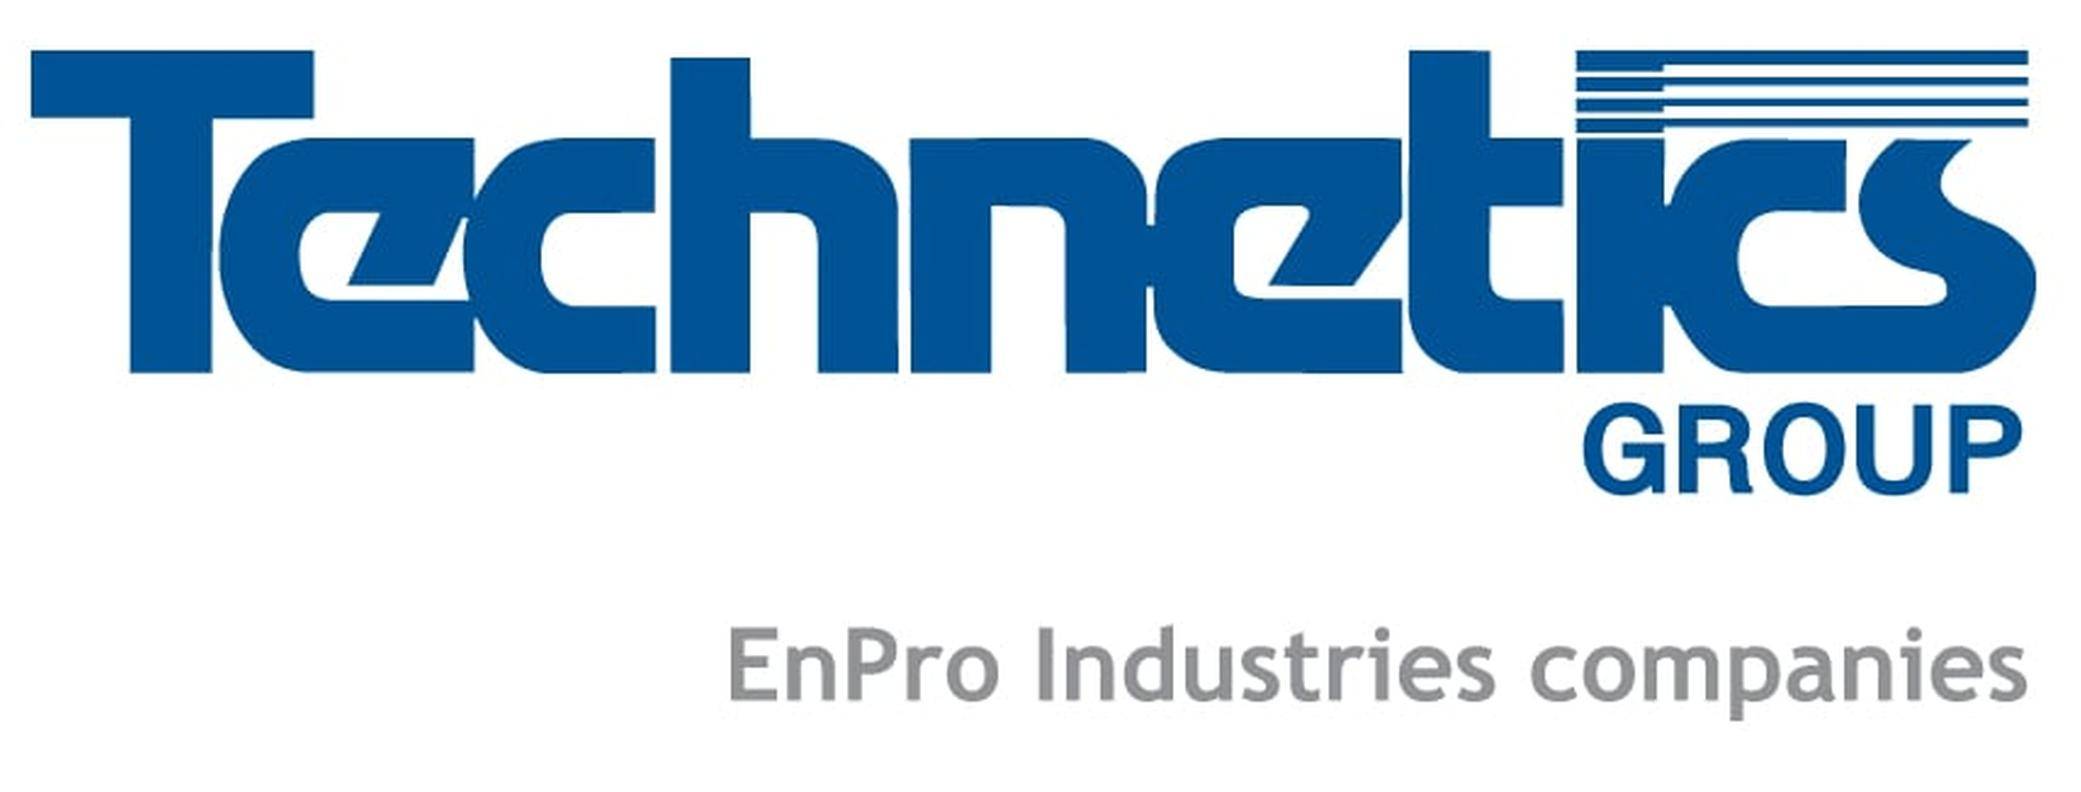 Technetics
GROUP
EnPro Industries companies